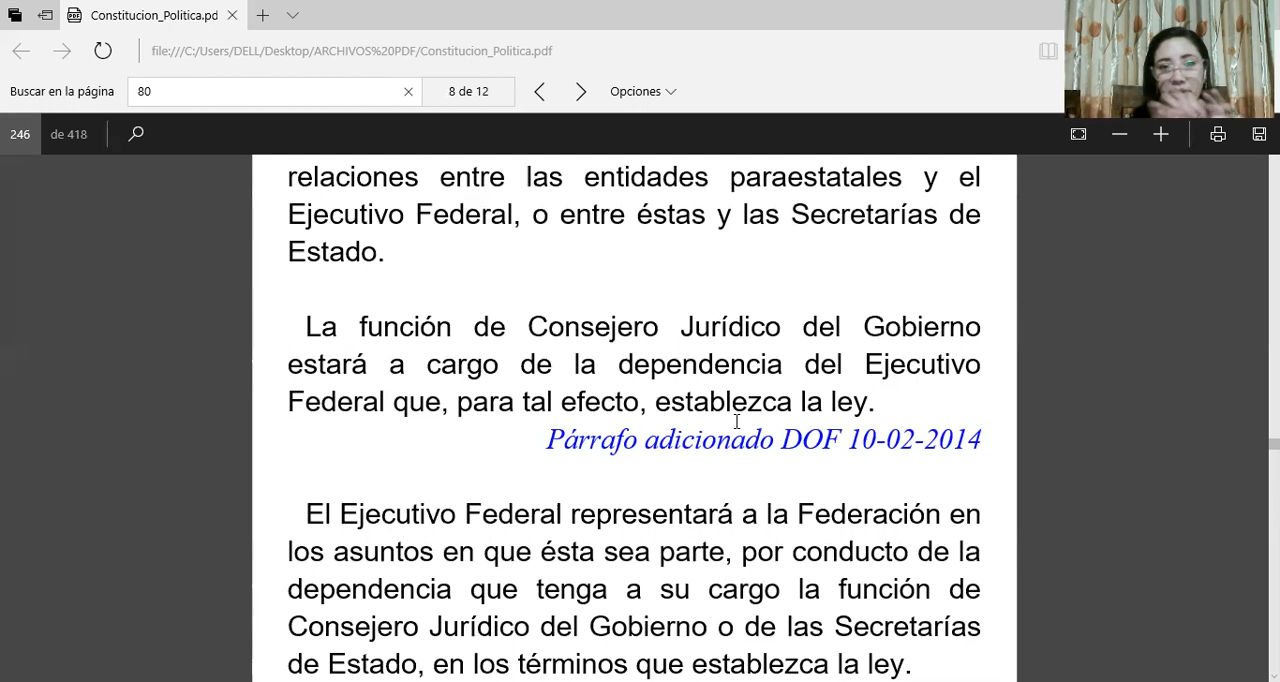 Constitucion_Politica.pd
file:///C:/Users/DELL/Desktop/ARCHIVOS%20PDF/Constitucion_Politica.pdf
Buscar en la página
80
8 de 12
Opciones
246
de 418
relaciones entre las entidades paraestatales y el
Ejecutivo Federal, o entre éstas y las Secretarías de
Estado.
La función de Consejero Jurídico del Gobierno
estará a cargo de la dependencia del Ejecutivo
Federal que, para tal efecto, establezca la ley.
Párrafo adicionado DOF 10-02-2014
El Ejecutivo Federal representará a la Federación en
los asuntos en que ésta sea parte, por conducto de la
dependencia que tenga a su cargo la función de
Consejero Jurídico del Gobierno o de las Secretarías
de Estado, en los términos que establezca la ley.